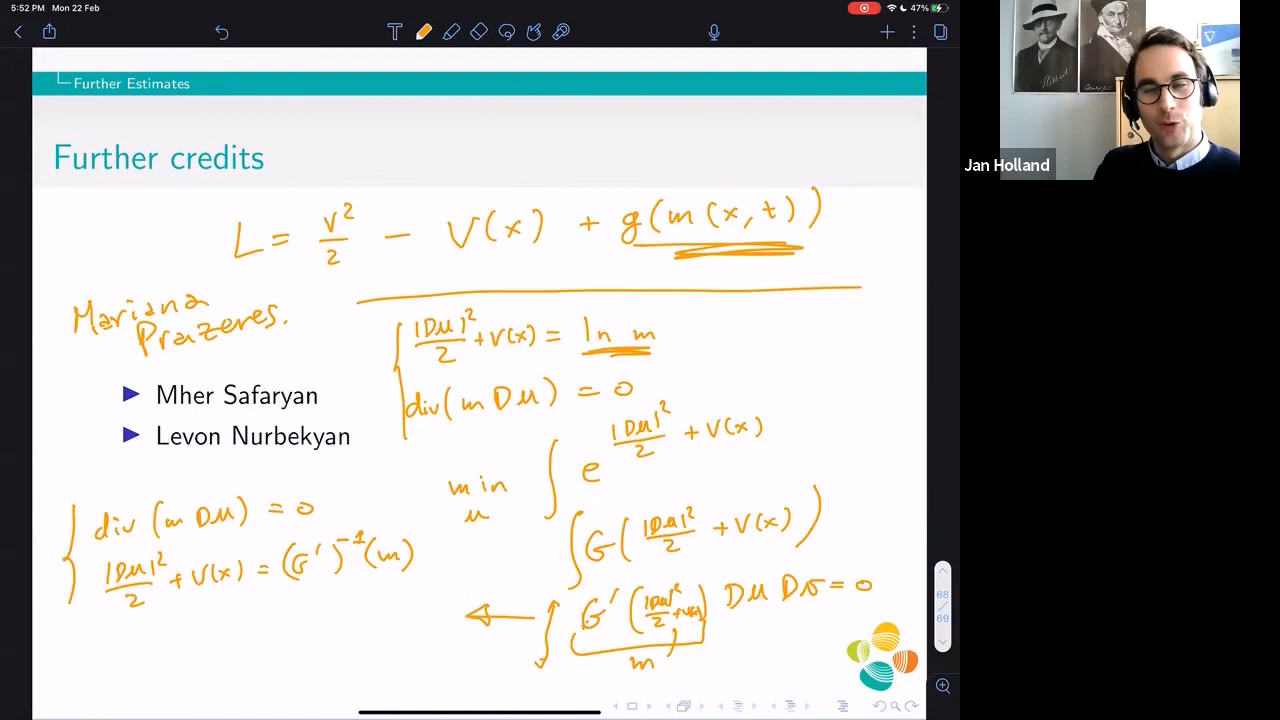 5:52 PM Mon 22 Feb
47%
Further Estimates
Further credits
L = v²/2 − V(x) + g(m(x,t))
Mariana
Prazeres.
|Du|²/2 + V(x) = ln m
div(m Du) = 0
Mher Safaryan
Levon Nurbekyan
min ∫ e^(|Du|²/2 + V(x))
u
div (m Du) = 0
|Du|²/2 + V(x) = (G')⁻¹(m)
∫ G(|Du|²/2 + V(x))
∫ G'(|Du|²/2 + V(x)) Du Dv = 0
m
68
/
69
Jan Holland